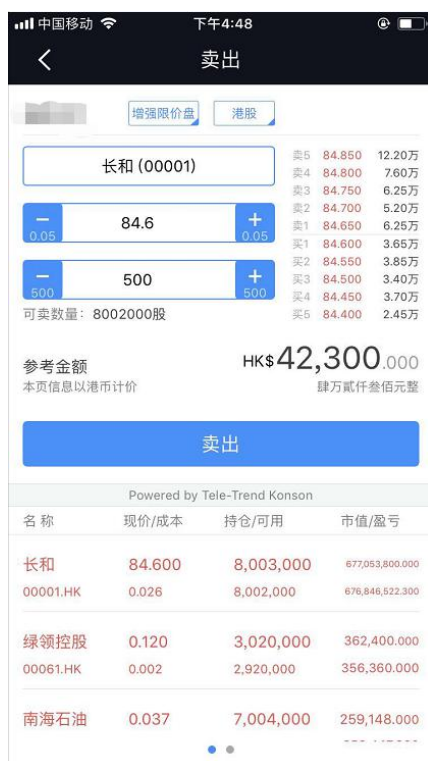 中国移动 下午4:48
卖出
增强限价盘 港股
长和 (00001)
卖5 84.850 12.20万
卖4 84.800 7.60万
卖3 84.750 6.25万
卖2 84.700 5.20万
卖1 84.650 6.25万
− 84.6 +
0.05 0.05
买1 84.600 3.65万
买2 84.550 3.85万
买3 84.500 3.40万
买4 84.450 3.70万
买5 84.400 2.45万
− 500 +
500 500
可卖数量：8002000股
参考金额 HK$42,300.000
本页信息以港币计价 肆万贰仟叁佰元整
卖出
Powered by Tele-Trend Konson
名称 现价/成本 持仓/可用 市值/盈亏
长和 84.600 8,003,000 677,053,800.000
00001.HK 0.026 8,002,000 676,846,522.300
绿领控股 0.120 3,020,000 362,400.000
00061.HK 0.002 2,920,000 356,360.000
南海石油 0.037 7,004,000 259,148.000